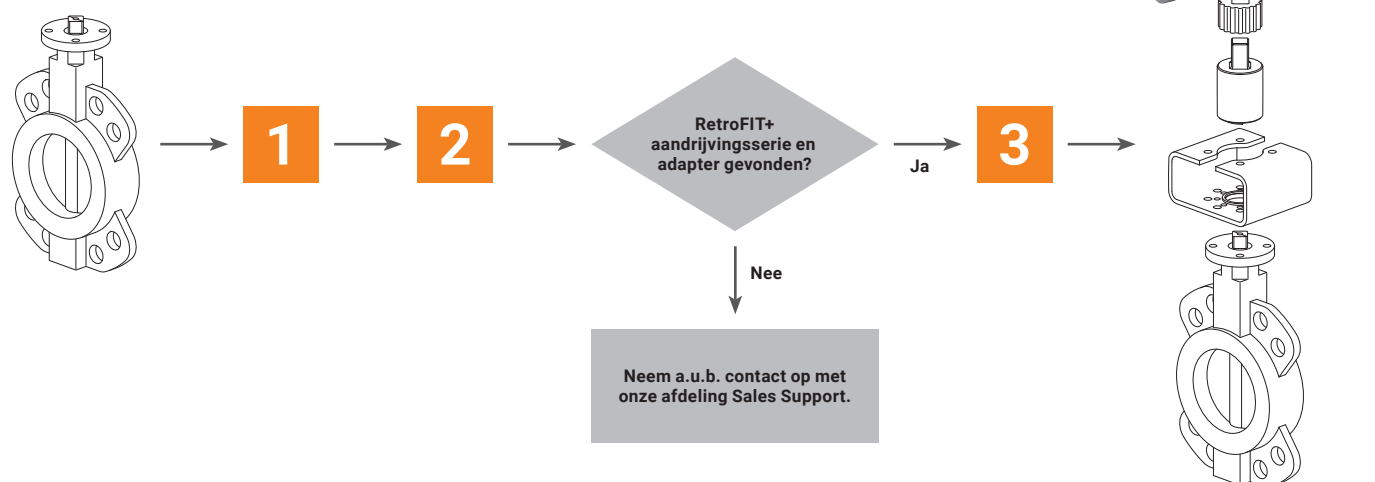 1
2
RetroFIT+
aandrijvingsserie en
adapter gevonden?
Ja
3
Nee
Neem a.u.b. contact op met
onze afdeling Sales Support.